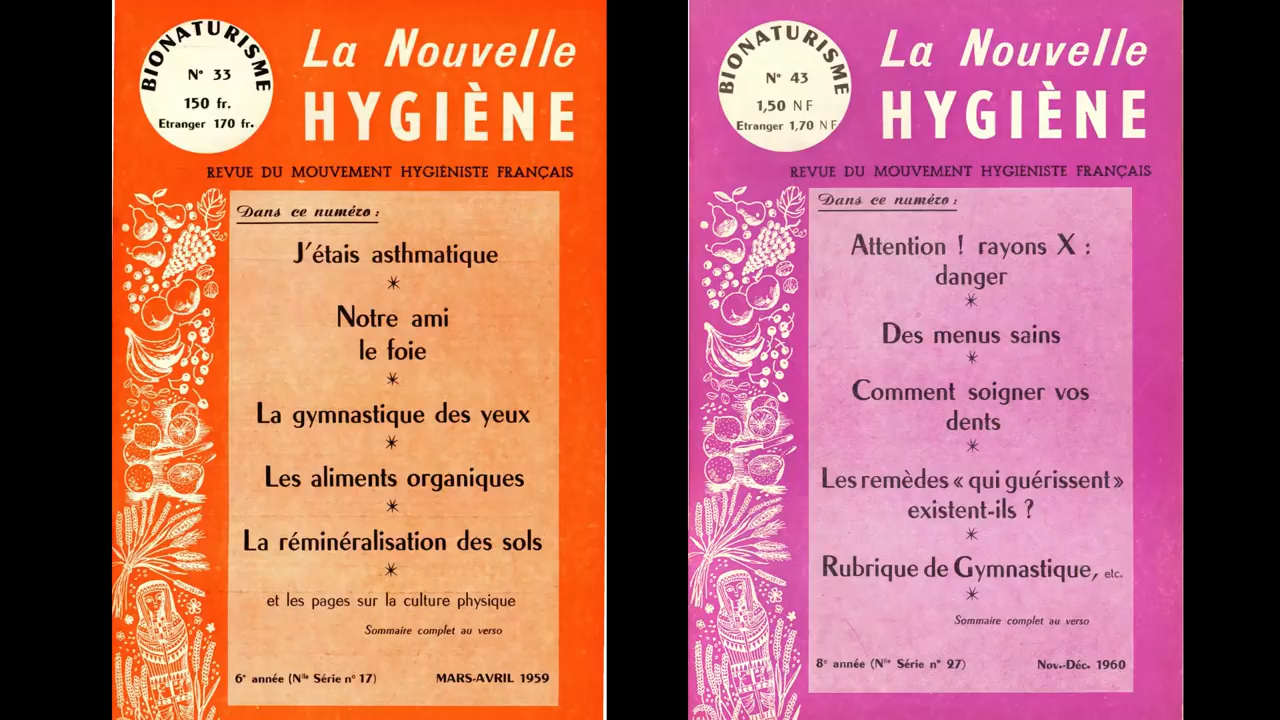 BIONATURISME
N° 33
150 fr.
Etranger 170 fr.
La Nouvelle
HYGIÈNE
REVUE DU MOUVEMENT HYGIÉNISTE FRANÇAIS
Dans ce numéro :
J'étais asthmatique
Notre ami
le foie
La gymnastique des yeux
Les aliments organiques
La réminéralisation des sols
et les pages sur la culture physique
Sommaire complet au verso
6e année (Nlle Série n° 17) MARS-AVRIL 1959
BIONATURISME
N° 43
1,50 NF
Etranger 1,70 NF
La Nouvelle
HYGIÈNE
REVUE DU MOUVEMENT HYGIÉNISTE FRANÇAIS
Dans ce numéro :
Attention ! rayons X :
danger
Des menus sains
Comment soigner vos
dents
Les remèdes « qui guérissent »
existent-ils ?
Rubrique de Gymnastique, etc.
Sommaire complet au verso
8e année (Nlle Série n° 27) Nov.-Déc. 1960